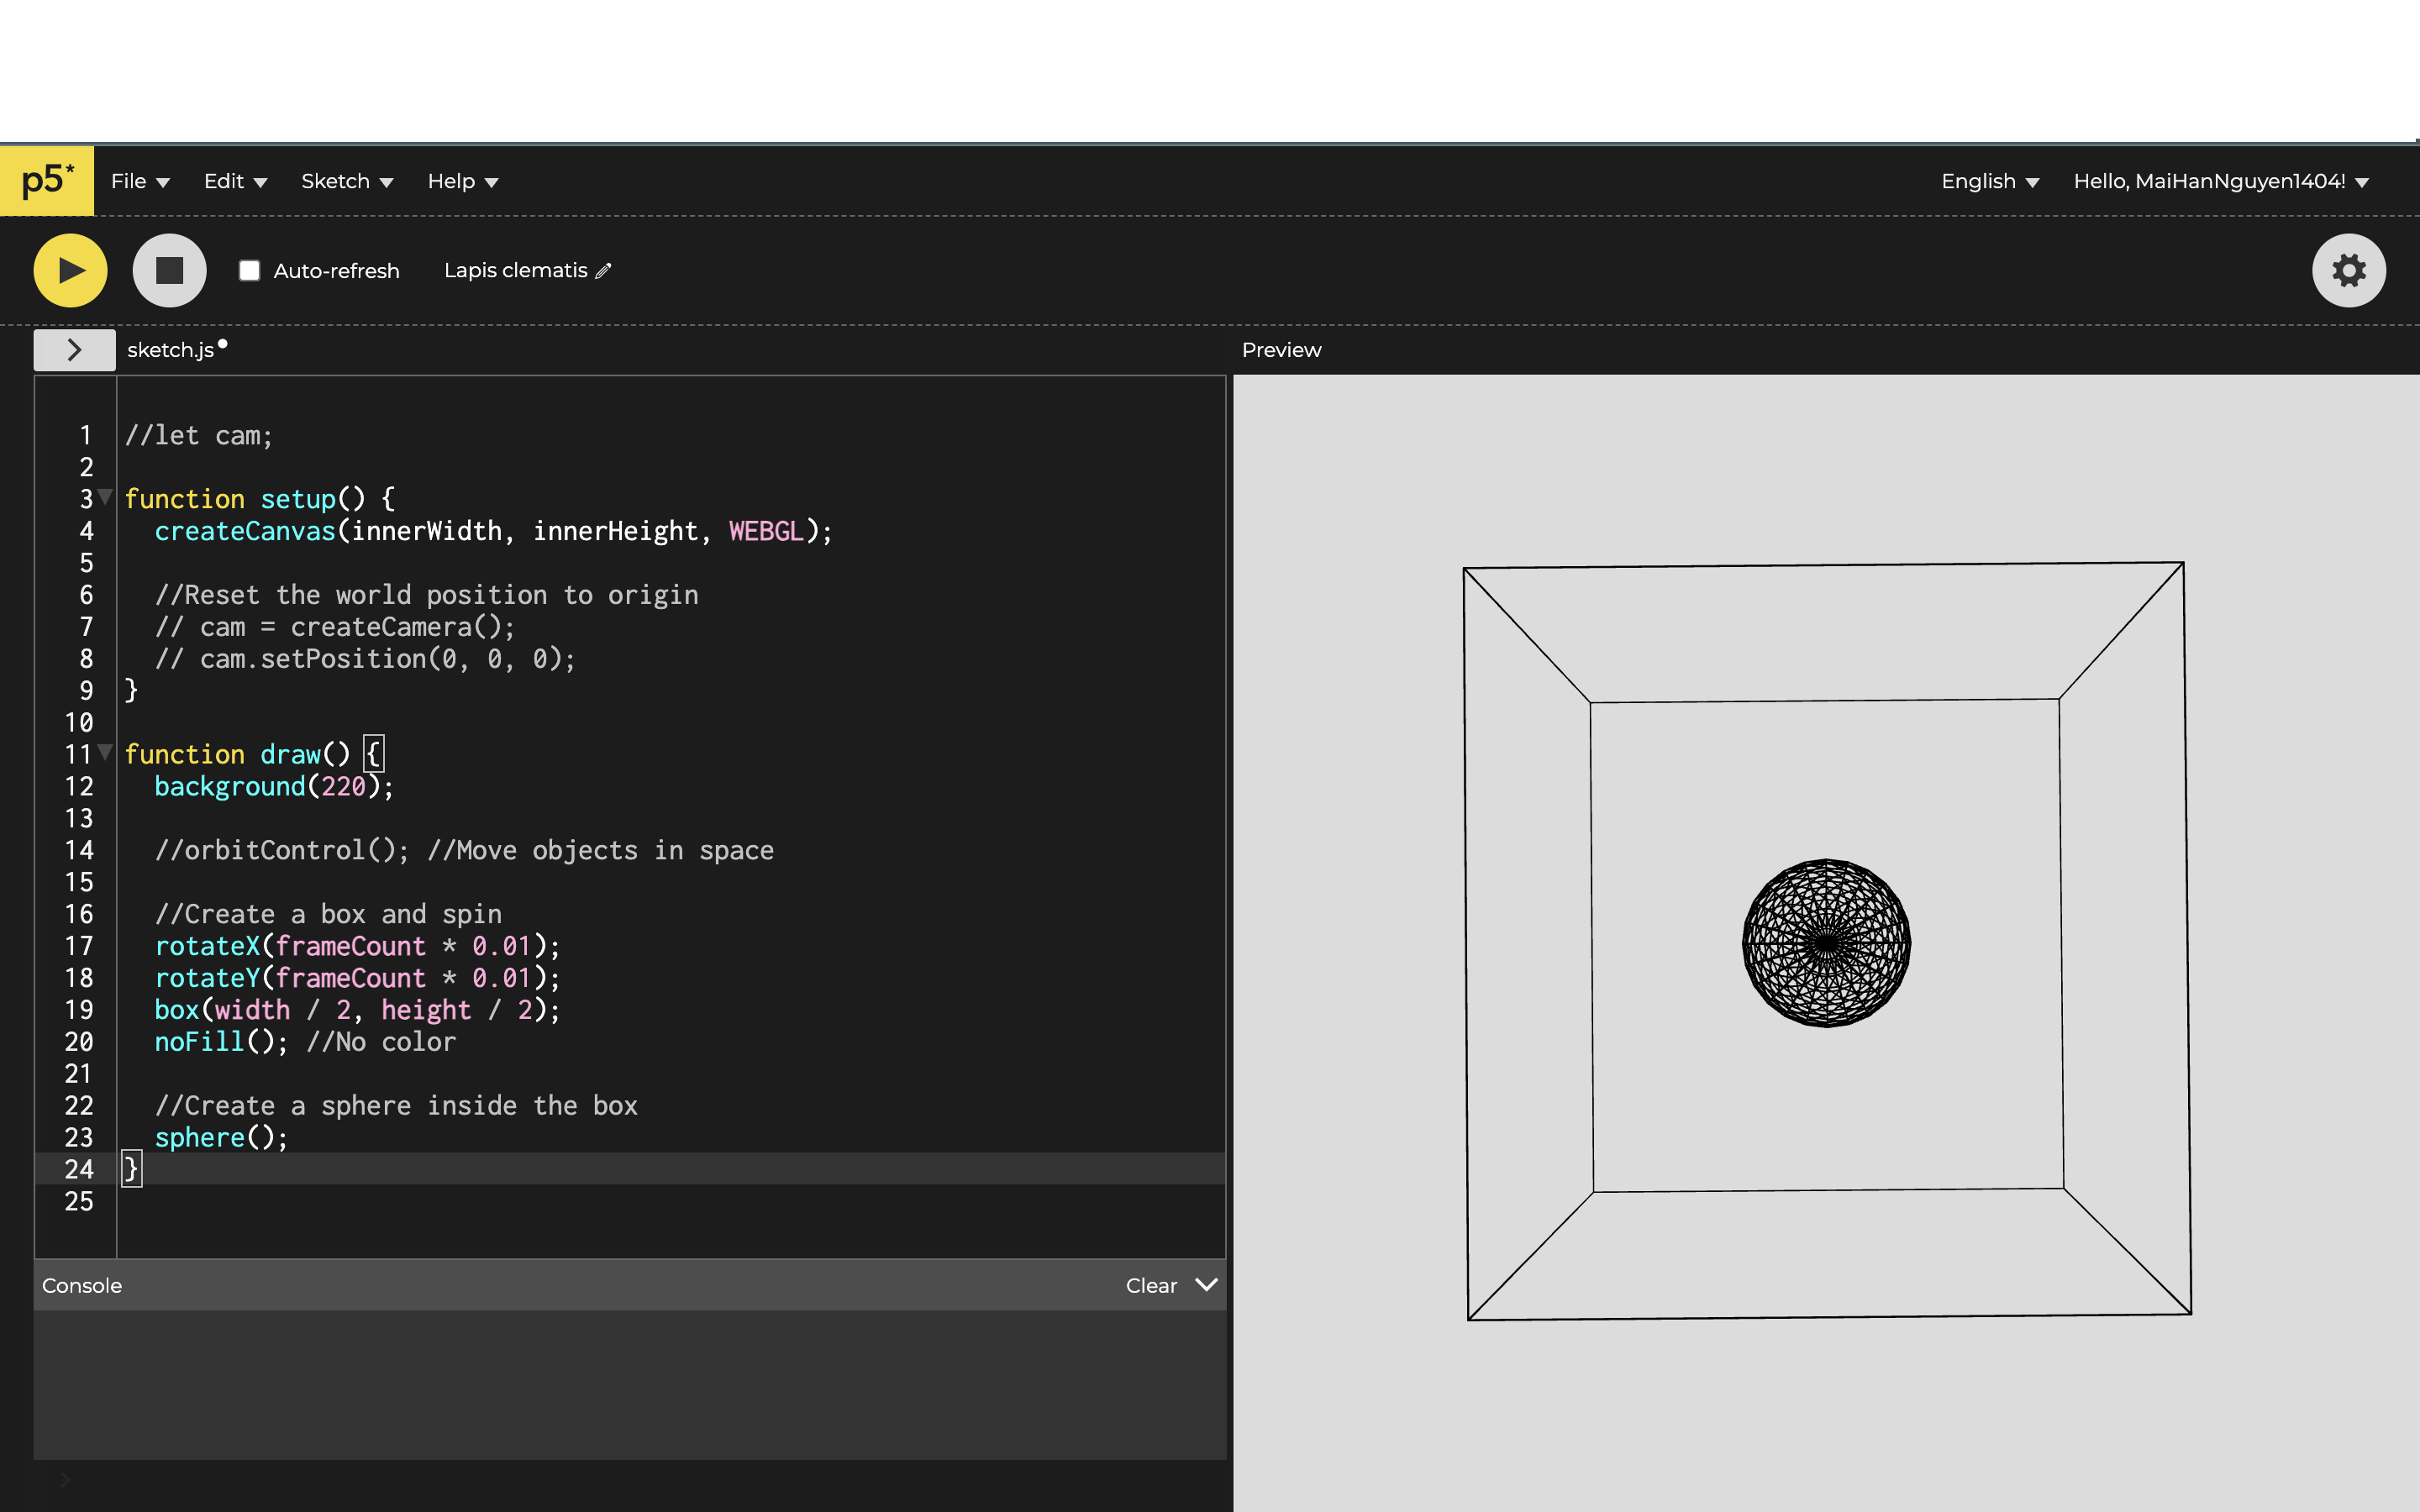 p5* File Edit Sketch Help English Hello, MaiHanNguyen1404!
Auto-refresh Lapis clematis
sketch.js Preview
1 //let cam;
2
3 function setup() {
4   createCanvas(innerWidth, innerHeight, WEBGL);
5
6   //Reset the world position to origin
7   // cam = createCamera();
8   // cam.setPosition(0, 0, 0);
9 }
10
11 function draw() {
12   background(220);
13
14   //orbitControl(); //Move objects in space
15
16   //Create a box and spin
17   rotateX(frameCount * 0.01);
18   rotateY(frameCount * 0.01);
19   box(width / 2, height / 2);
20   noFill(); //No color
21
22   //Create a sphere inside the box
23   sphere();
24 }
25
Console Clear